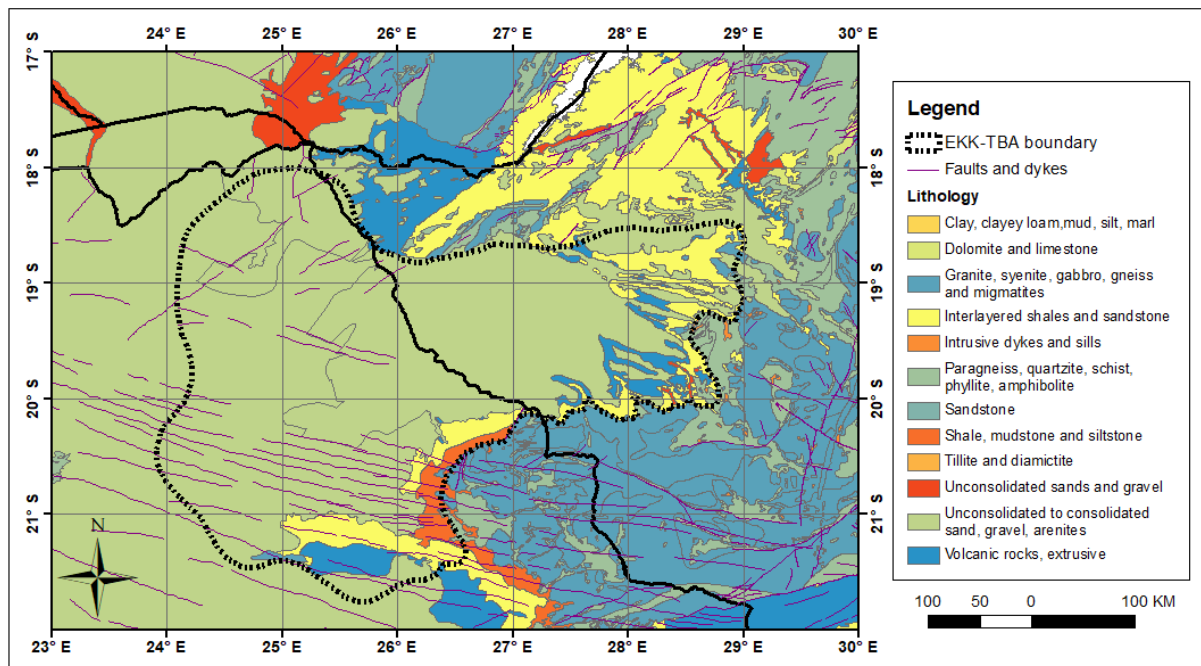 24° E 25° E 26° E 27° E 28° E 29° E 30° E
17° S
18° S
19° S
20° S
21° S
18° S
19° S
20° S
21° S
N
23° E 24° E 25° E 26° E 27° E 28° E 29° E 30° E
Legend
EKK-TBA boundary
Faults and dykes
Lithology
Clay, clayey loam,mud, silt, marl
Dolomite and limestone
Granite, syenite, gabbro, gneiss
and migmatites
Interlayered shales and sandstone
Intrusive dykes and sills
Paragneiss, quartzite, schist,
phyllite, amphibolite
Sandstone
Shale, mudstone and siltstone
Tillite and diamictite
Unconsolidated sands and gravel
Unconsolidated to consolidated
sand, gravel, arenites
Volcanic rocks, extrusive
100 50 0 100 KM